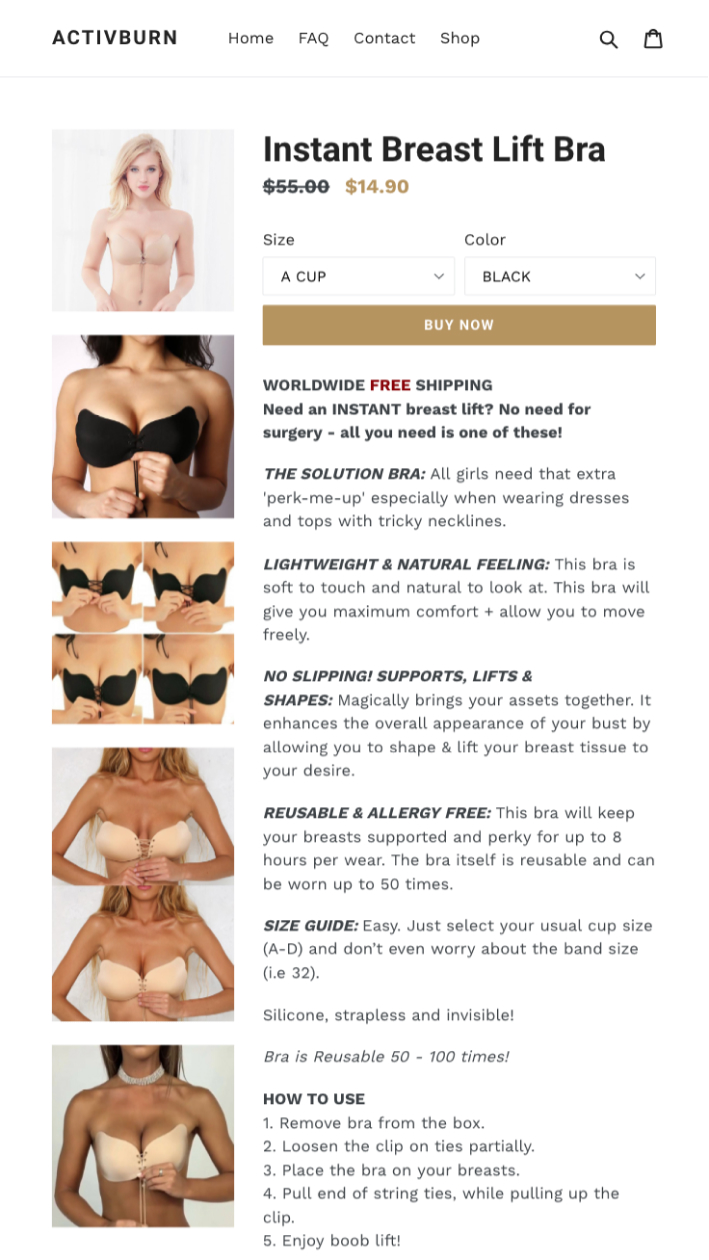 ACTIVBURN Home FAQ Contact Shop
Instant Breast Lift Bra
$55.00 $14.90
Size Color
A CUP BLACK
BUY NOW
WORLDWIDE FREE SHIPPING
Need an INSTANT breast lift? No need for
surgery - all you need is one of these!
THE SOLUTION BRA: All girls need that extra
'perk-me-up' especially when wearing dresses
and tops with tricky necklines.
LIGHTWEIGHT & NATURAL FEELING: This bra is
soft to touch and natural to look at. This bra will
give you maximum comfort + allow you to move
freely.
NO SLIPPING! SUPPORTS, LIFTS &
SHAPES: Magically brings your assets together. It
enhances the overall appearance of your bust by
allowing you to shape & lift your breast tissue to
your desire.
REUSABLE & ALLERGY FREE: This bra will keep
your breasts supported and perky for up to 8
hours per wear. The bra itself is reusable and can
be worn up to 50 times.
SIZE GUIDE: Easy. Just select your usual cup size
(A-D) and don’t even worry about the band size
(i.e 32).
Silicone, strapless and invisible!
Bra is Reusable 50 - 100 times!
HOW TO USE
1. Remove bra from the box.
2. Loosen the clip on ties partially.
3. Place the bra on your breasts.
4. Pull end of string ties, while pulling up the
clip.
5. Enjoy boob lift!